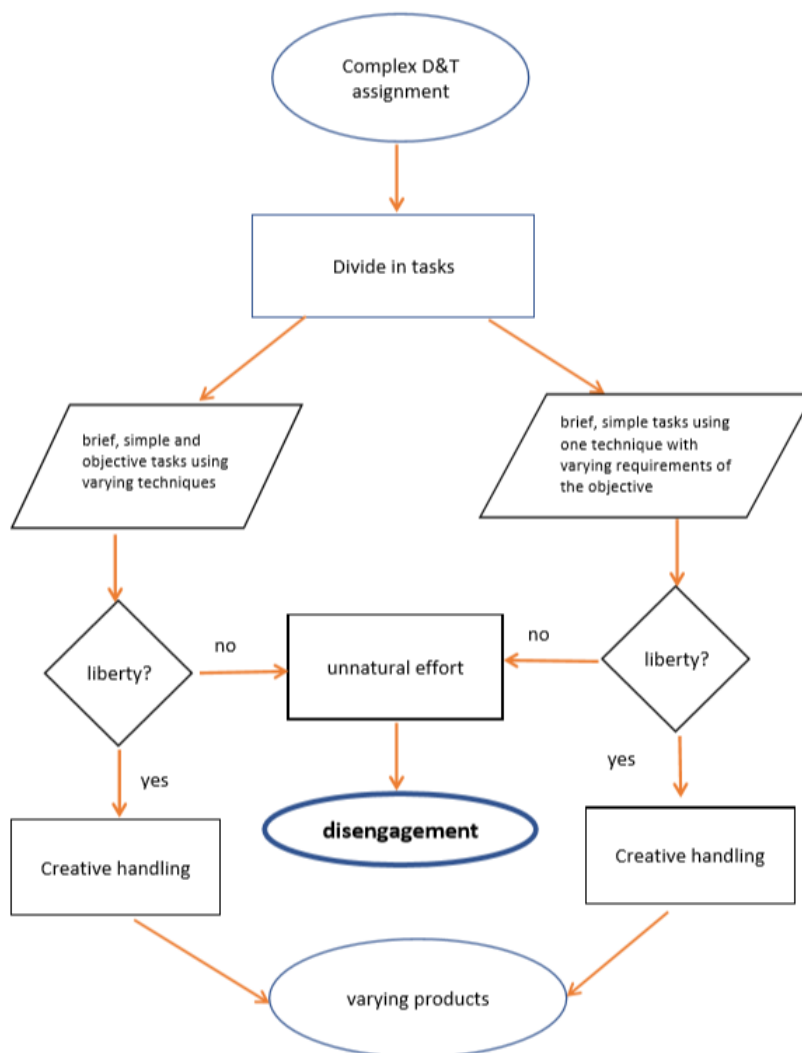 Complex D&T
assignment
Divide in tasks
brief, simple and
objective tasks using
varying techniques
brief, simple tasks using
one technique with
varying requirements of
the objective
liberty?
no
unnatural effort
no
liberty?
yes
yes
Creative handling
disengagement
Creative handling
varying products